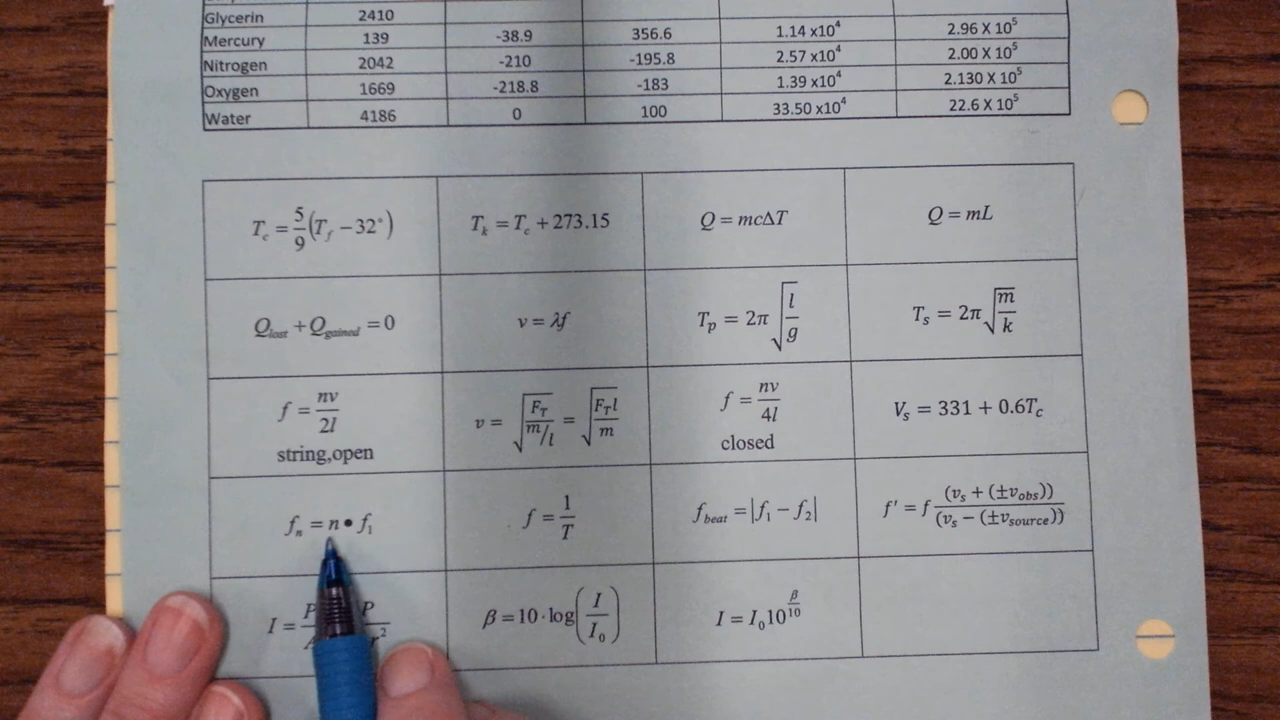 Glycerin 2410
Mercury 139 -38.9 356.6 1.14 x10⁴ 2.96 X 10⁵
Nitrogen 2042 -210 -195.8 2.57 x10⁴ 2.00 X 10⁵
Oxygen 1669 -218.8 -183 1.39 x10⁴ 2.130 X 10⁵
Water 4186 0 100 33.50 x10⁴ 22.6 X 10⁵
T_c = 5/9 (T_f − 32°) T_k = T_c + 273.15 Q = mcΔT Q = mL
Q_lost + Q_gained = 0 v = λf T_p = 2π √(l/g) T_s = 2π √(m/k)
f = nv/2l v = √(F_T/(m/l)) = √(F_T l/m) f = nv/4l V_s = 331 + 0.6T_c
string,open closed
f_n = n • f_1 f = 1/T f_beat = |f_1 − f_2| f' = f (v_s + (±v_obs))/(v_s − (±v_source))
I = P P β = 10 · log(I/I_0) I = I_0 10^(β/10)